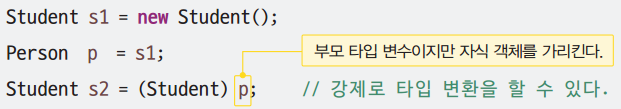 Student s1 = new Student();
Person p = s1;
부모 타입 변수이지만 자식 객체를 가리킨다.
Student s2 = (Student) p; // 강제로 타입 변환을 할 수 있다.